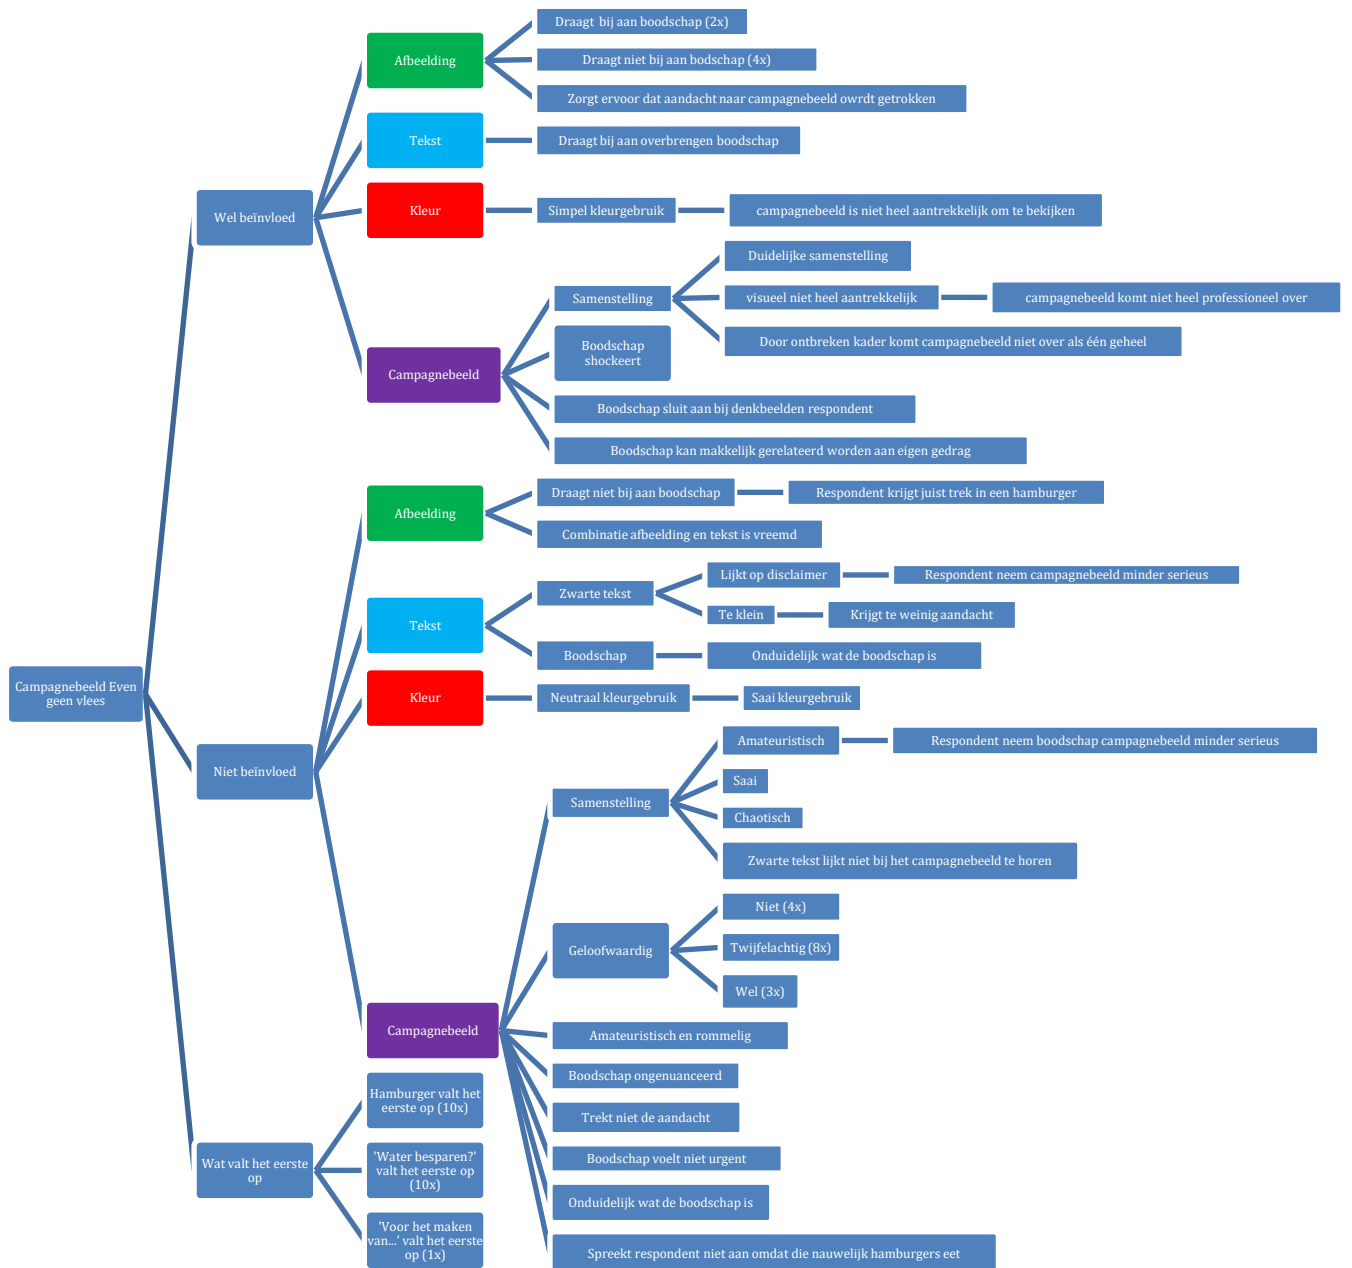 Campagnebeeld Even
geen vlees
Wel beïnvloed
Afbeelding
Draagt bij aan boodschap (2x)
Draagt niet bij aan bodschap (4x)
Zorgt ervoor dat aandacht naar campagnebeeld owrdt getrokken
Tekst
Draagt bij aan overbrengen boodschap
Kleur
Simpel kleurgebruik
campagnebeeld is niet heel aantrekkelijk om te bekijken
Campagnebeeld
Samenstelling
Duidelijke samenstelling
visueel niet heel aantrekkelijk
campagnebeeld komt niet heel professioneel over
Door ontbreken kader komt campagnebeeld niet over als één geheel
Boodschap
shockeert
Boodschap sluit aan bij denkbeelden respondent
Boodschap kan makkelijk gerelateerd worden aan eigen gedrag
Niet beïnvloed
Afbeelding
Draagt niet bij aan boodschap
Respondent krijgt juist trek in een hamburger
Combinatie afbeelding en tekst is vreemd
Tekst
Zwarte tekst
Lijkt op disclaimer
Respondent neem campagnebeeld minder serieus
Te klein
Krijgt te weinig aandacht
Boodschap
Onduidelijk wat de boodschap is
Kleur
Neutraal kleurgebruik
Saai kleurgebruik
Campagnebeeld
Samenstelling
Amateuristisch
Respondent neem boodschap campagnebeeld minder serieus
Saai
Chaotisch
Zwarte tekst lijkt niet bij het campagnebeeld te horen
Geloofwaardig
Niet (4x)
Twijfelachtig (8x)
Wel (3x)
Amateuristisch en rommelig
Boodschap ongenuanceerd
Trekt niet de aandacht
Boodschap voelt niet urgent
Onduidelijk wat de boodschap is
Spreekt respondent niet aan omdat die nauwelijk hamburgers eet
Wat valt het eerste
op
Hamburger valt het
eerste op (10x)
'Water besparen?'
valt het eerste op
(10x)
'Voor het maken
van...' valt het eerste
op (1x)